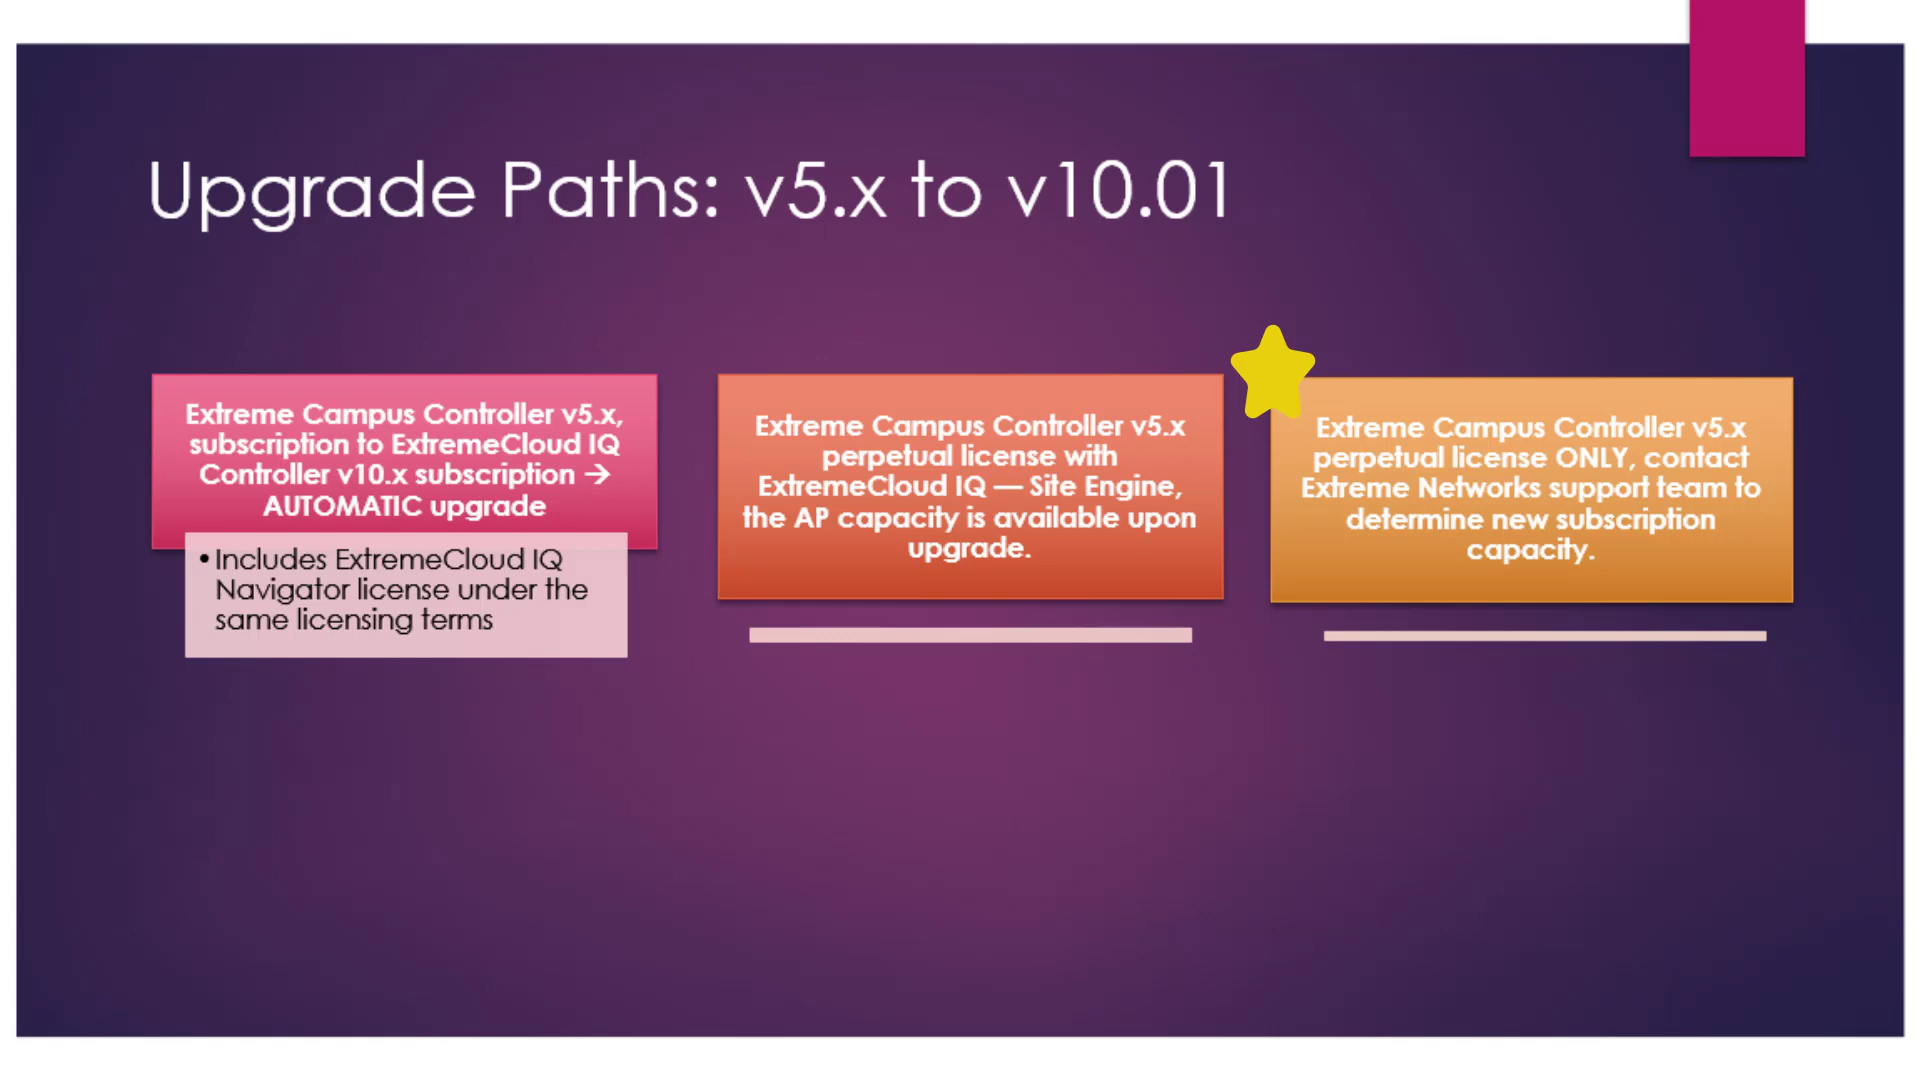 Upgrade Paths: v5.x to v10.01
Extreme Campus Controller v5.x,
subscription to ExtremeCloud IQ
Controller v10.x subscription →
AUTOMATIC upgrade
• Includes ExtremeCloud IQ
Navigator license under the
same licensing terms
Extreme Campus Controller v5.x
perpetual license with
ExtremeCloud IQ — Site Engine,
the AP capacity is available upon
upgrade.
Extreme Campus Controller v5.x
perpetual license ONLY, contact
Extreme Networks support team to
determine new subscription
capacity.